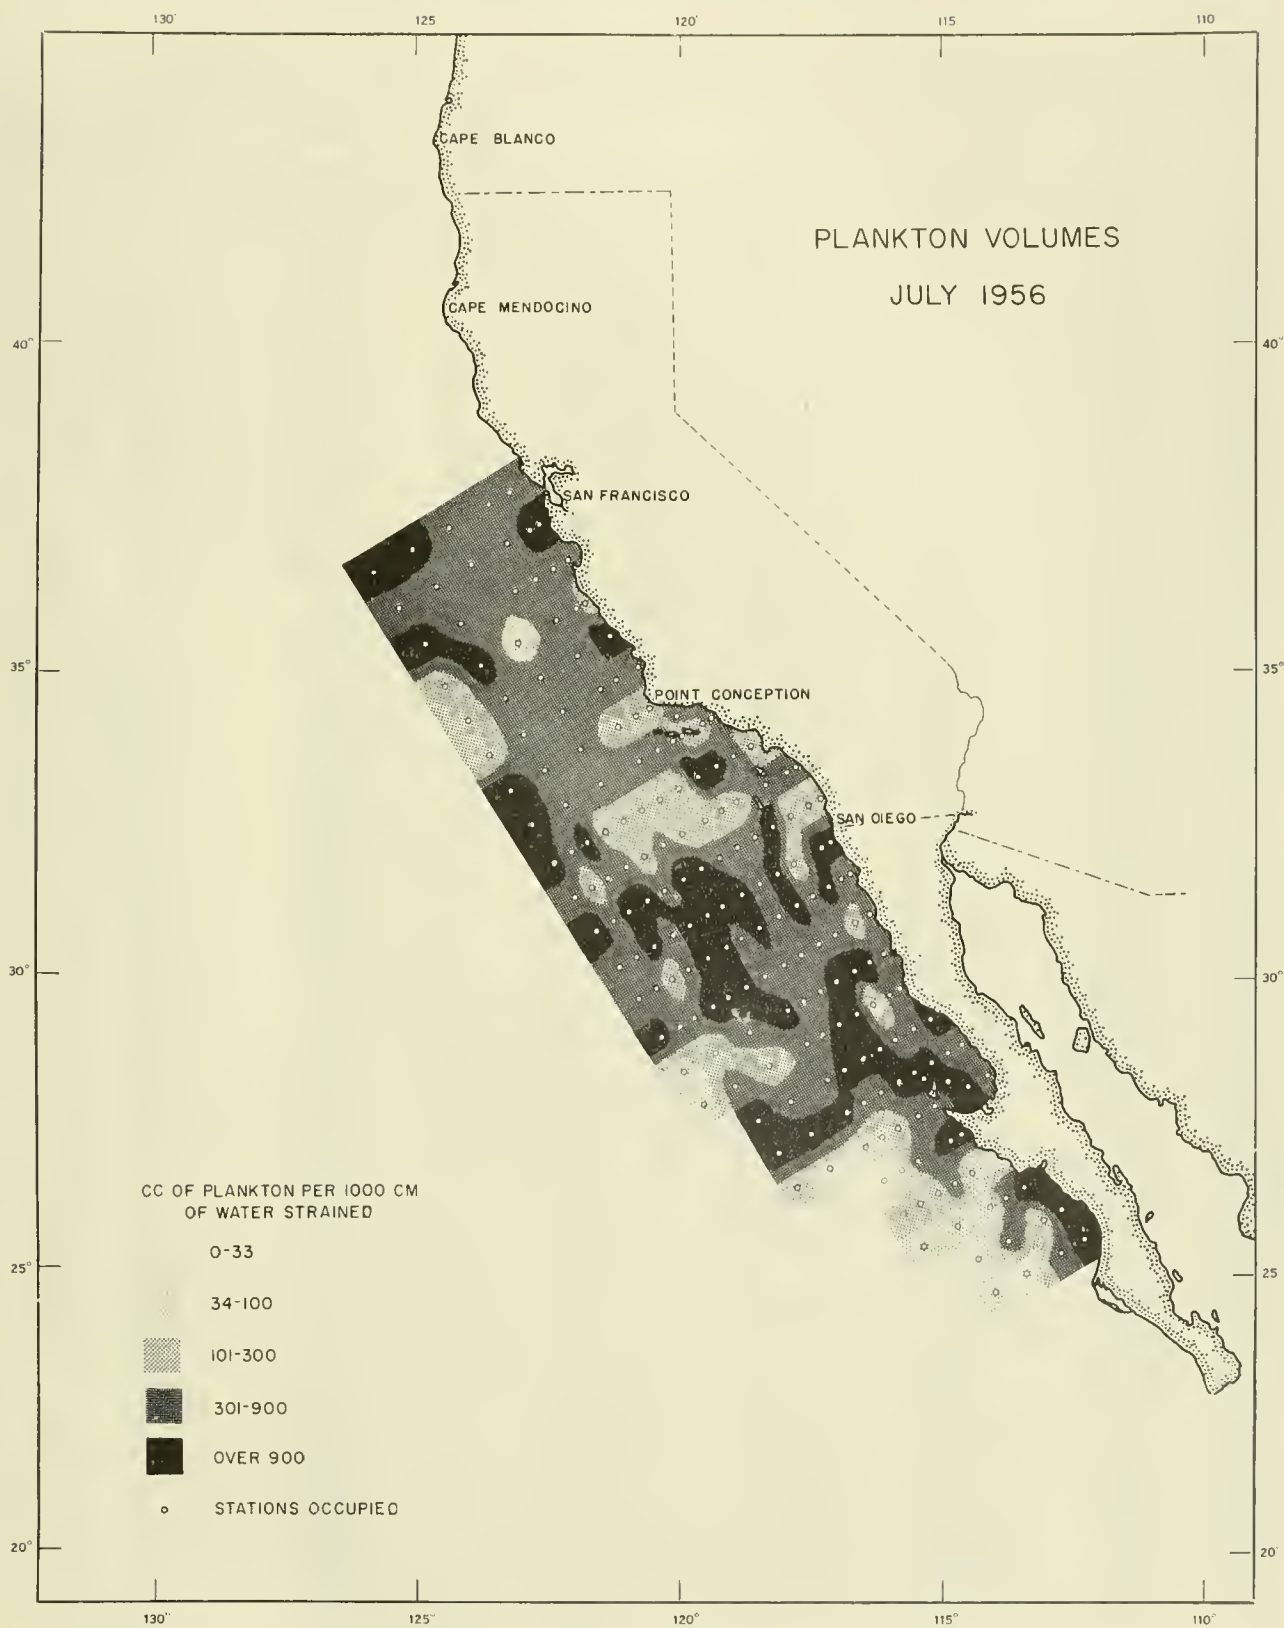 130° 125 120° 115 110
CAPE BLANCO
PLANKTON VOLUMES
JULY 1956
CAPE MENDOCINO
40° 40°
SAN FRANCISCO
35° 35°
POINT CONCEPTION
SAN DIEGO
30° 30°
CC OF PLANKTON PER 1000 CM
OF WATER STRAINED
0-33
25° 25
34-100
101-300
301-900
OVER 900
STATIONS OCCUPIED
20° 20°
130° 125° 120° 115° 110°